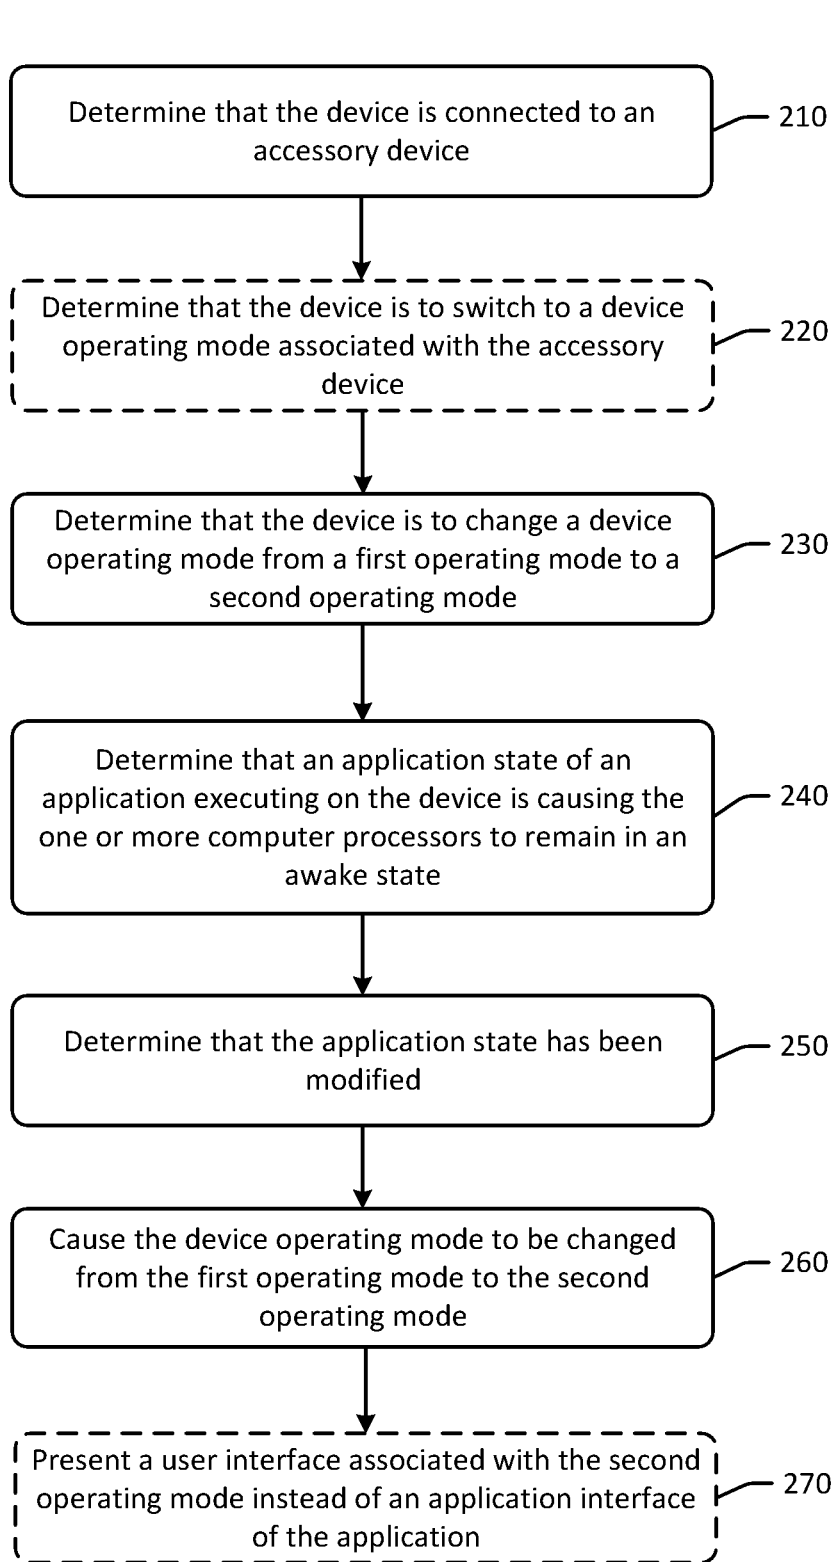 Determine that the device is connected to an
accessory device
210
Determine that the device is to switch to a device
operating mode associated with the accessory
device
220
Determine that the device is to change a device
operating mode from a first operating mode to a
second operating mode
230
Determine that an application state of an
application executing on the device is causing the
one or more computer processors to remain in an
awake state
240
Determine that the application state has been
modified
250
Cause the device operating mode to be changed
from the first operating mode to the second
operating mode
260
Present a user interface associated with the second
operating mode instead of an application interface
of the application
270